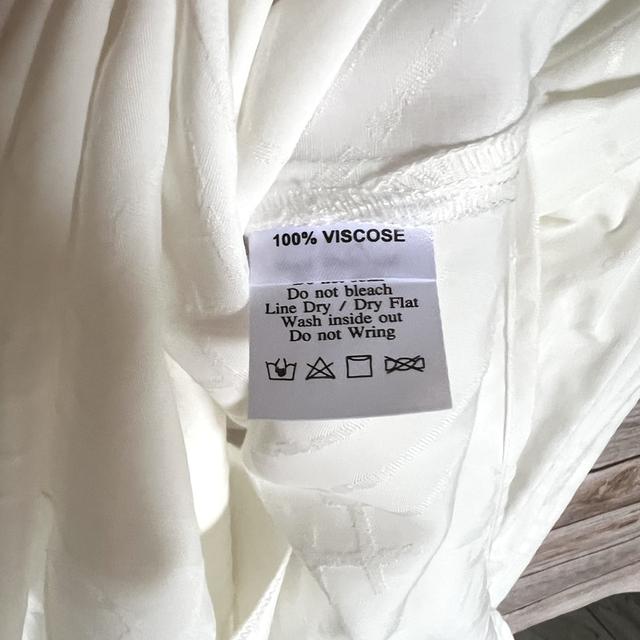 100% VISCOSE
Do not bleach
Line Dry / Dry Flat
Wash inside out
Do not Wring